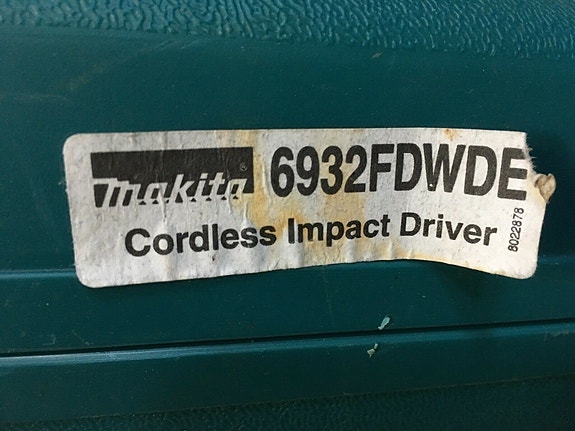 makita® 6932FDWDE
Cordless Impact Driver
8022878